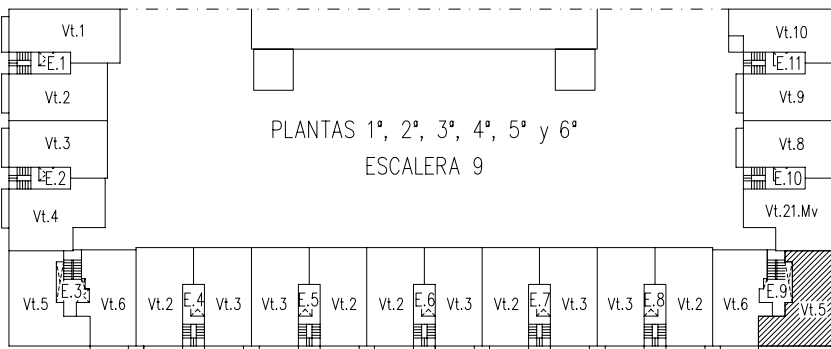 Vt.1 Vt.10
E.1 E.11
Vt.2 Vt.9
PLANTAS 1ª, 2ª, 3ª, 4ª, 5ª y 6ª
Vt.3 Vt.8
ESCALERA 9
E.2 E.10
Vt.4 Vt.21.Mv
E.3 E.4 E.5 E.6 E.7 E.8 E.9
Vt.5 Vt.6 Vt.2 Vt.3 Vt.3 Vt.2 Vt.2 Vt.3 Vt.2 Vt.3 Vt.3 Vt.2 Vt.6 Vt.5